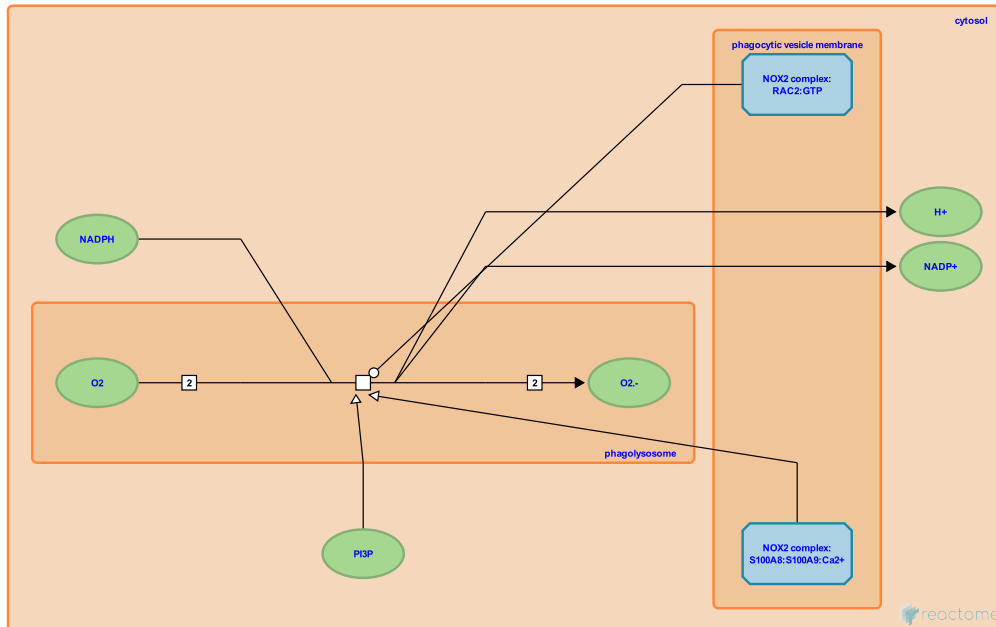 cytosol
phagocytic vesicle membrane
NOX2 complex:
RAC2:GTP
H+
NADPH
NADP+
O2
2
2
O2.-
phagolysosome
PI3P
NOX2 complex:
S100A8:S100A9:Ca2+
reactome